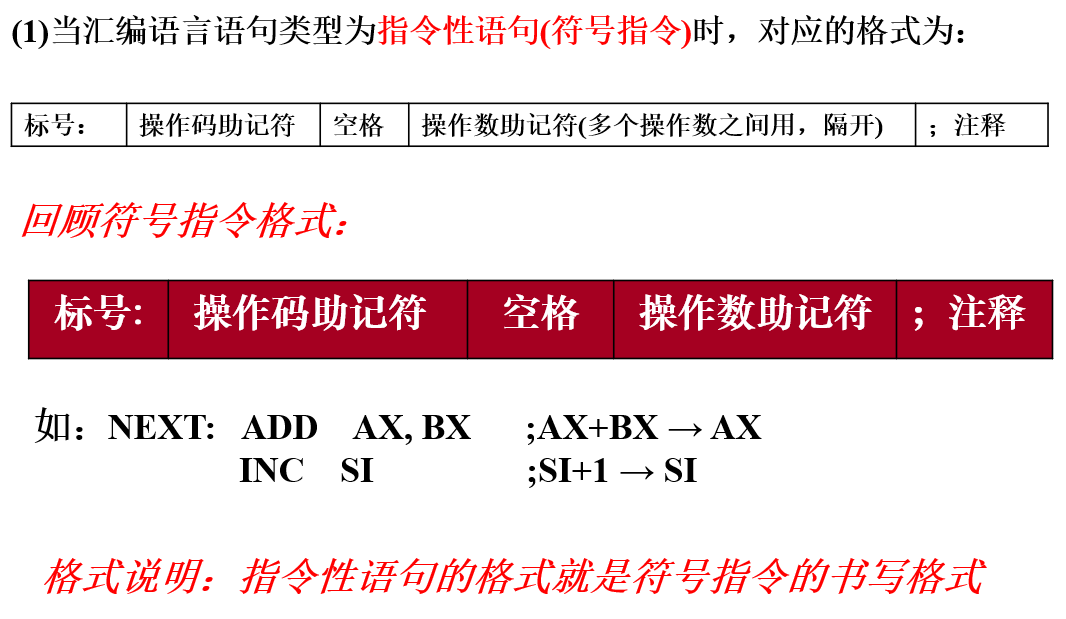 (1)当汇编语言语句类型为指令性语句(符号指令)时，对应的格式为：
标号： 操作码助记符 空格 操作数助记符(多个操作数之间用，隔开) ；注释
回顾符号指令格式：
标号: 操作码助记符 空格 操作数助记符 ；注释
如：NEXT: ADD AX, BX ;AX+BX → AX
INC SI ;SI+1 → SI
格式说明：指令性语句的格式就是符号指令的书写格式